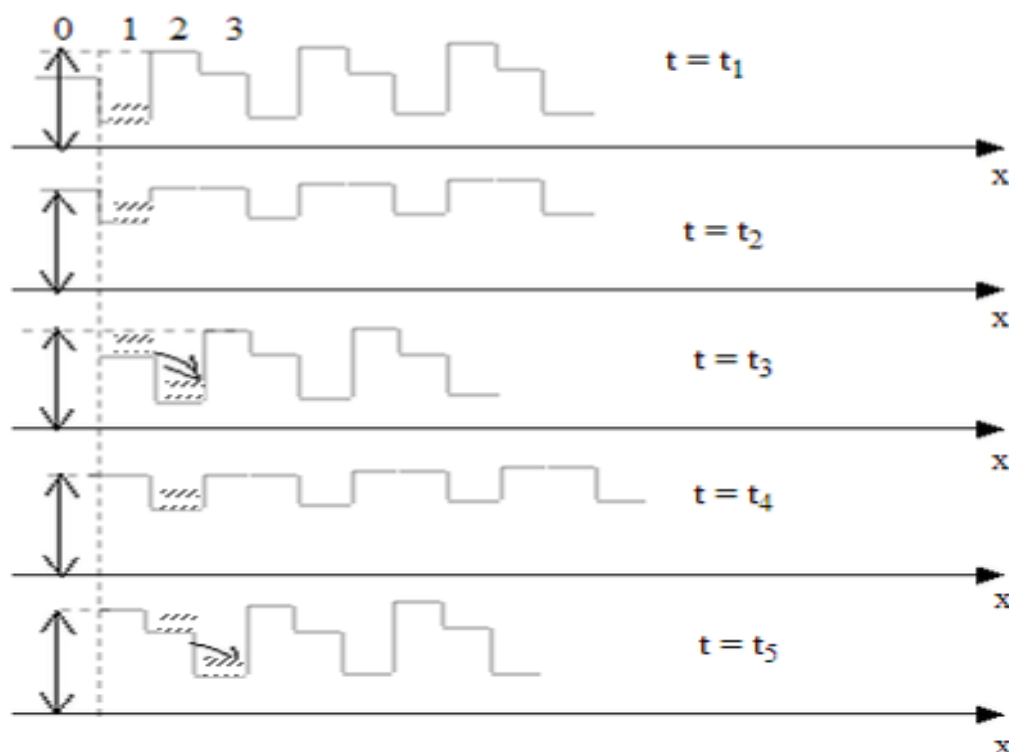 0 1 2 3
t = t₁
x
t = t₂
x
t = t₃
x
t = t₄
x
t = t₅
x